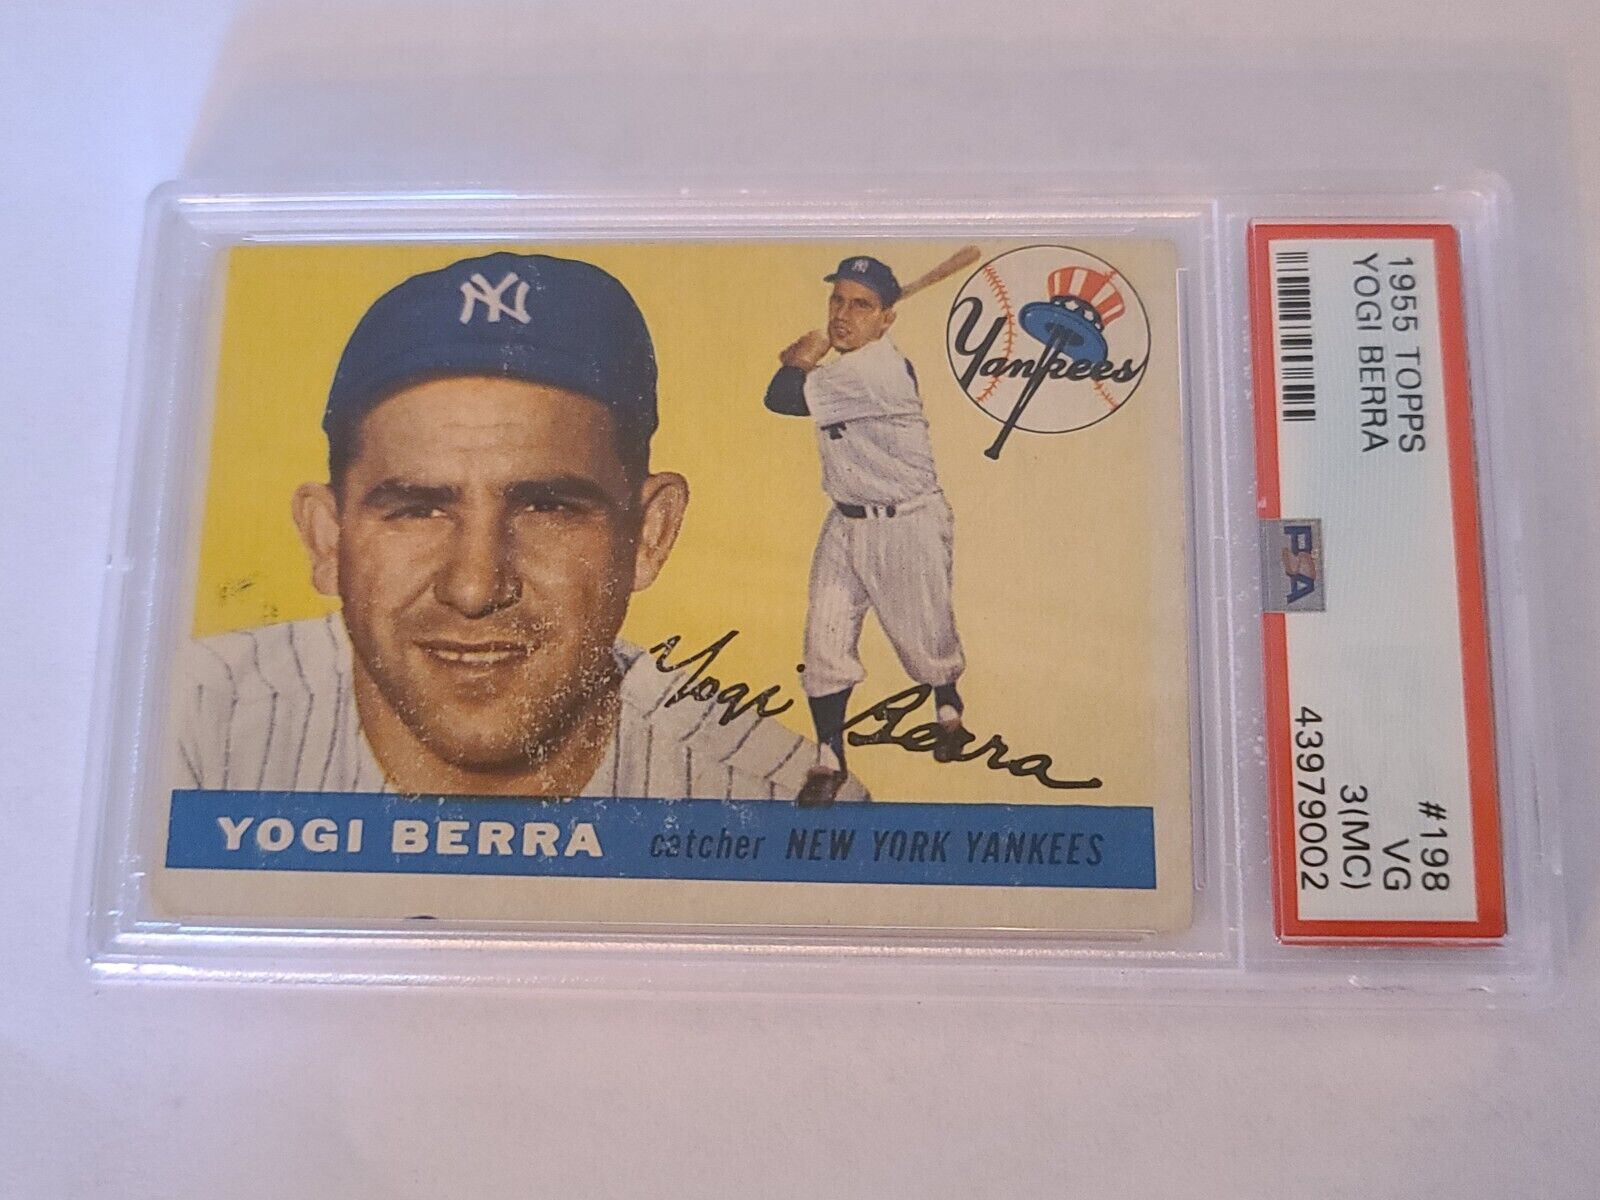 NY
Yankees
Yogi Berra
YOGI BERRA catcher NEW YORK YANKEES
1955 TOPPS #198
YOGI BERRA VG
3(MC)
PSA
43979002